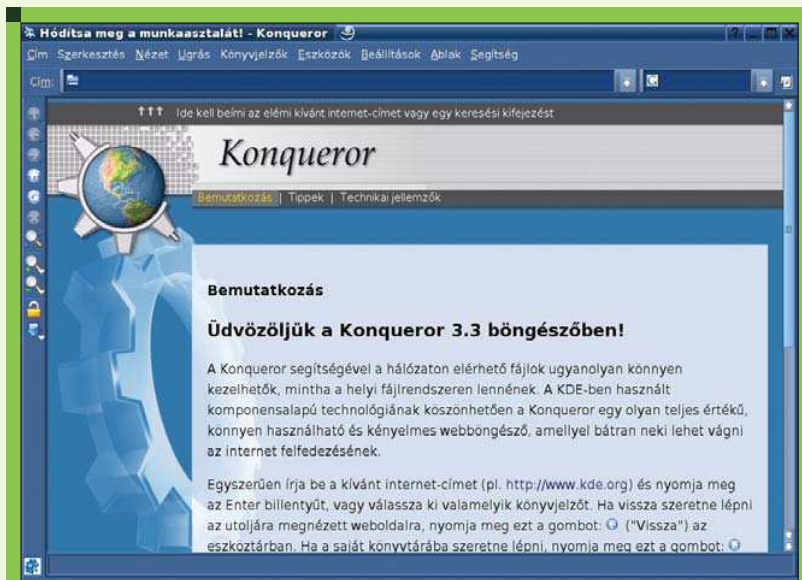 Hódítsa meg a munkaasztalát! - Konqueror
Cím Szerkesztés Nézet Ugrás Könyvjelzők Eszközök Beállítások Ablak Segítség
Cím:
↑↑↑ Ide kell beírni az elérni kívánt internet-címet vagy egy keresési kifejezést
Konqueror
Bemutatkozás | Tippek | Technikai jellemzők
Bemutatkozás
Üdvözöljük a Konqueror 3.3 böngészőben!
A Konqueror segítségével a hálózaton elérhető fájlok ugyanolyan könnyen
kezelhetők, mintha a helyi fájlrendszeren lennének. A KDE-ben használt
komponensalapú technológiának köszönhetően a Konqueror egy olyan teljes értékű,
könnyen használható és kényelmes webböngésző, amellyel bátran neki lehet vágni
az internet felfedezésének.
Egyszerűen írja be a kívánt internet-címet (pl. http://www.kde.org) és nyomja meg
az Enter billentyűt, vagy válassza ki valamelyik könyvjelzőt. Ha vissza szeretne lépni
az utoljára megnézett weboldalra, nyomja meg ezt a gombot: ("Vissza") az
eszköztárban. Ha a saját könyvtárába szeretne lépni, nyomja meg ezt a gombot: